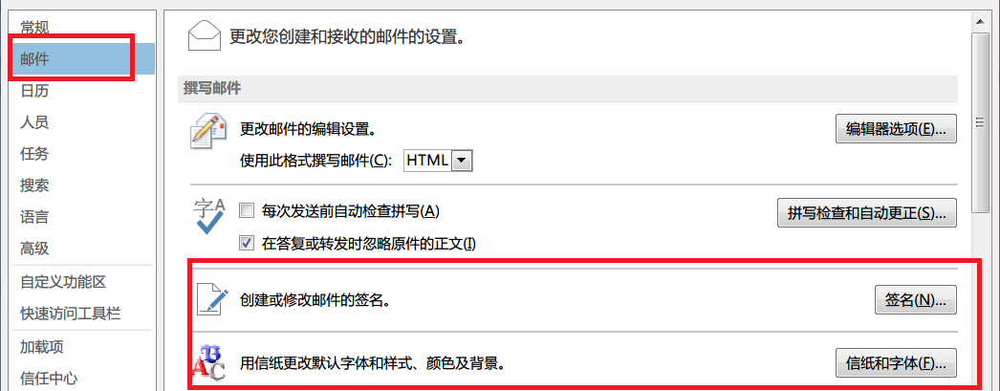 常规
邮件
日历
人员
任务
搜索
语言
高级
自定义功能区
快速访问工具栏
加载项
信任中心
更改您创建和接收的邮件的设置。
撰写邮件
更改邮件的编辑设置。
编辑器选项(E)...
使用此格式撰写邮件(C): HTML
字A
每次发送前自动检查拼写(A)
拼写检查和自动更正(S)...
在答复或转发时忽略原件的正文(I)
创建或修改邮件的签名。
签名(N)...
ABC
用信纸更改默认字体和样式、颜色及背景。
信纸和字体(F)...